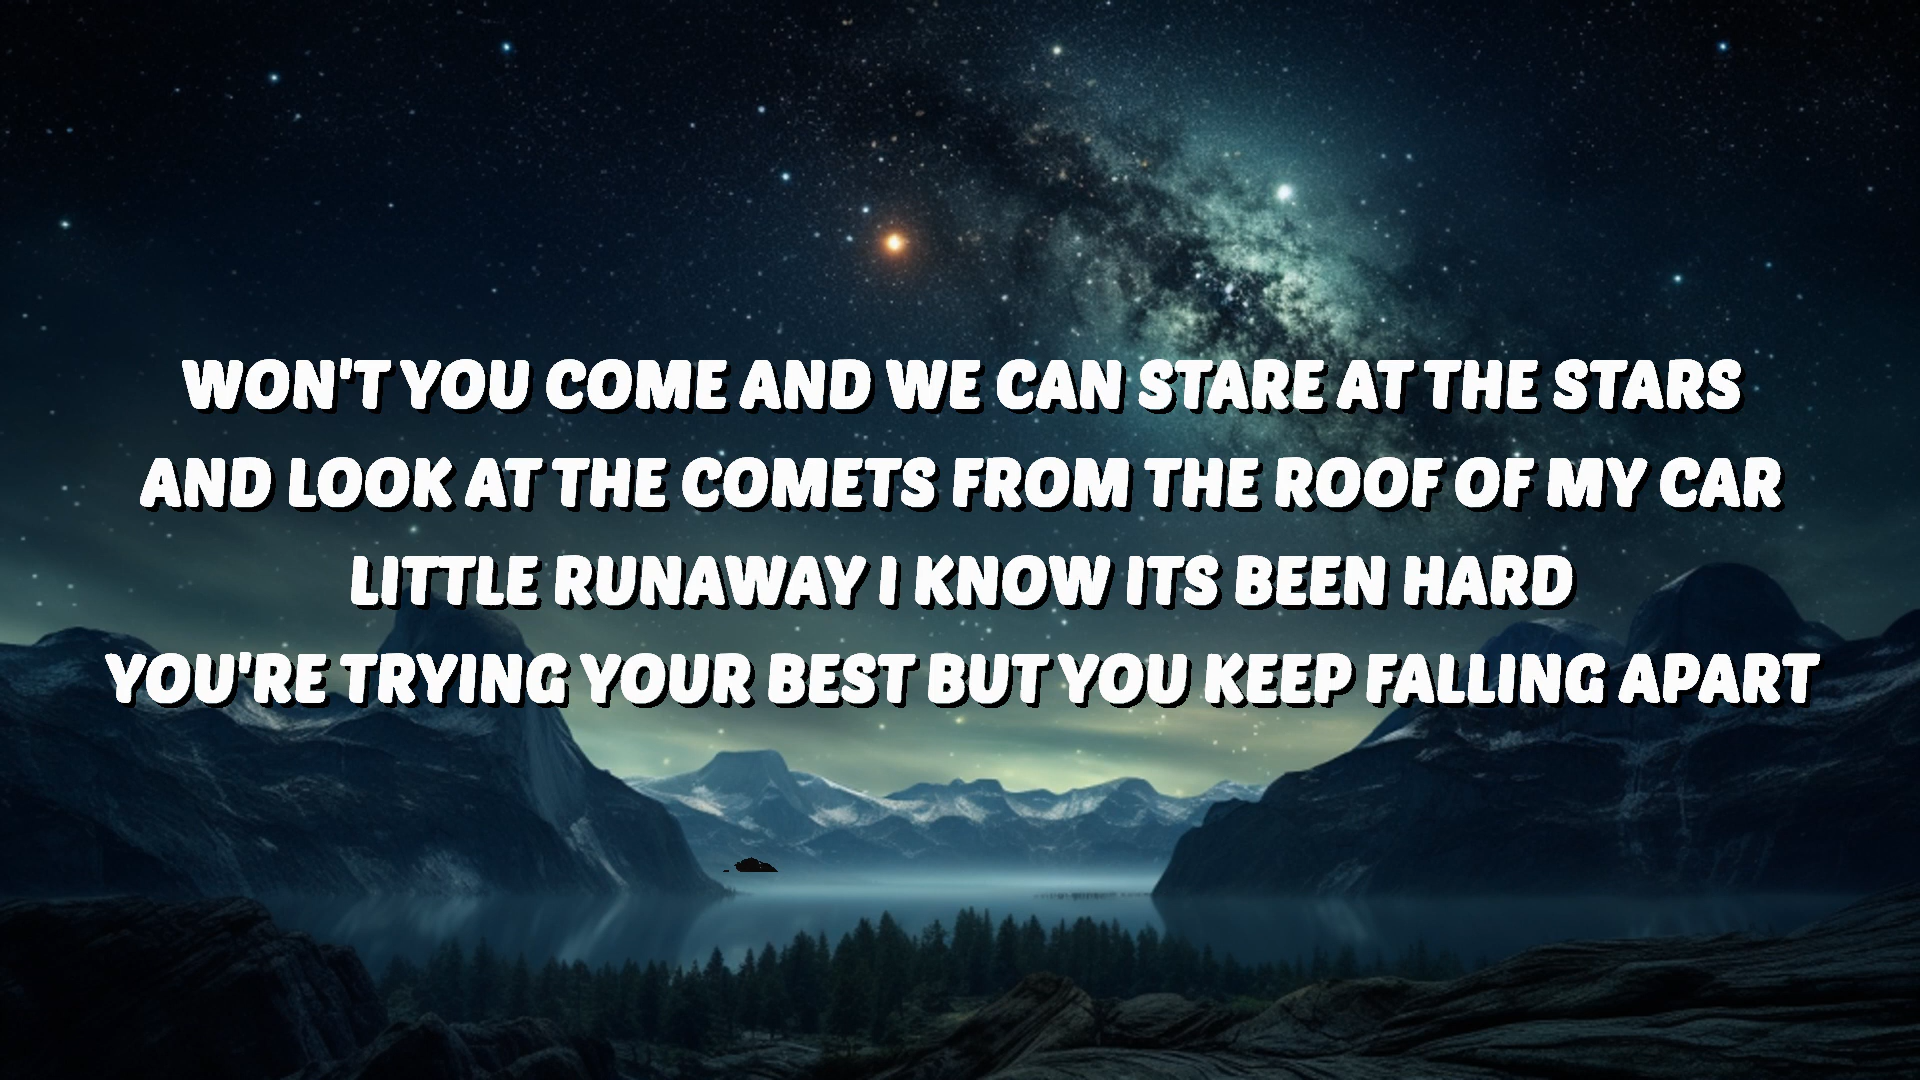 WON'T YOU COME AND WE CAN STARE AT THE STARS
AND LOOK AT THE COMETS FROM THE ROOF OF MY CAR
LITTLE RUNAWAY I KNOW ITS BEEN HARD
YOU'RE TRYING YOUR BEST BUT YOU KEEP FALLING APART